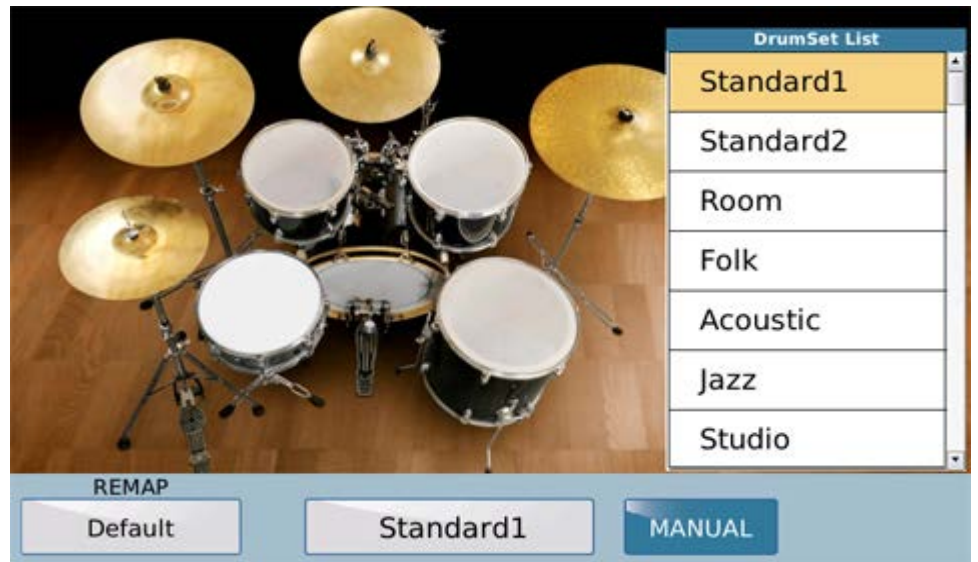 DrumSet List
Standard1
Standard2
Room
Folk
Acoustic
Jazz
Studio
REMAP
Default
Standard1
MANUAL